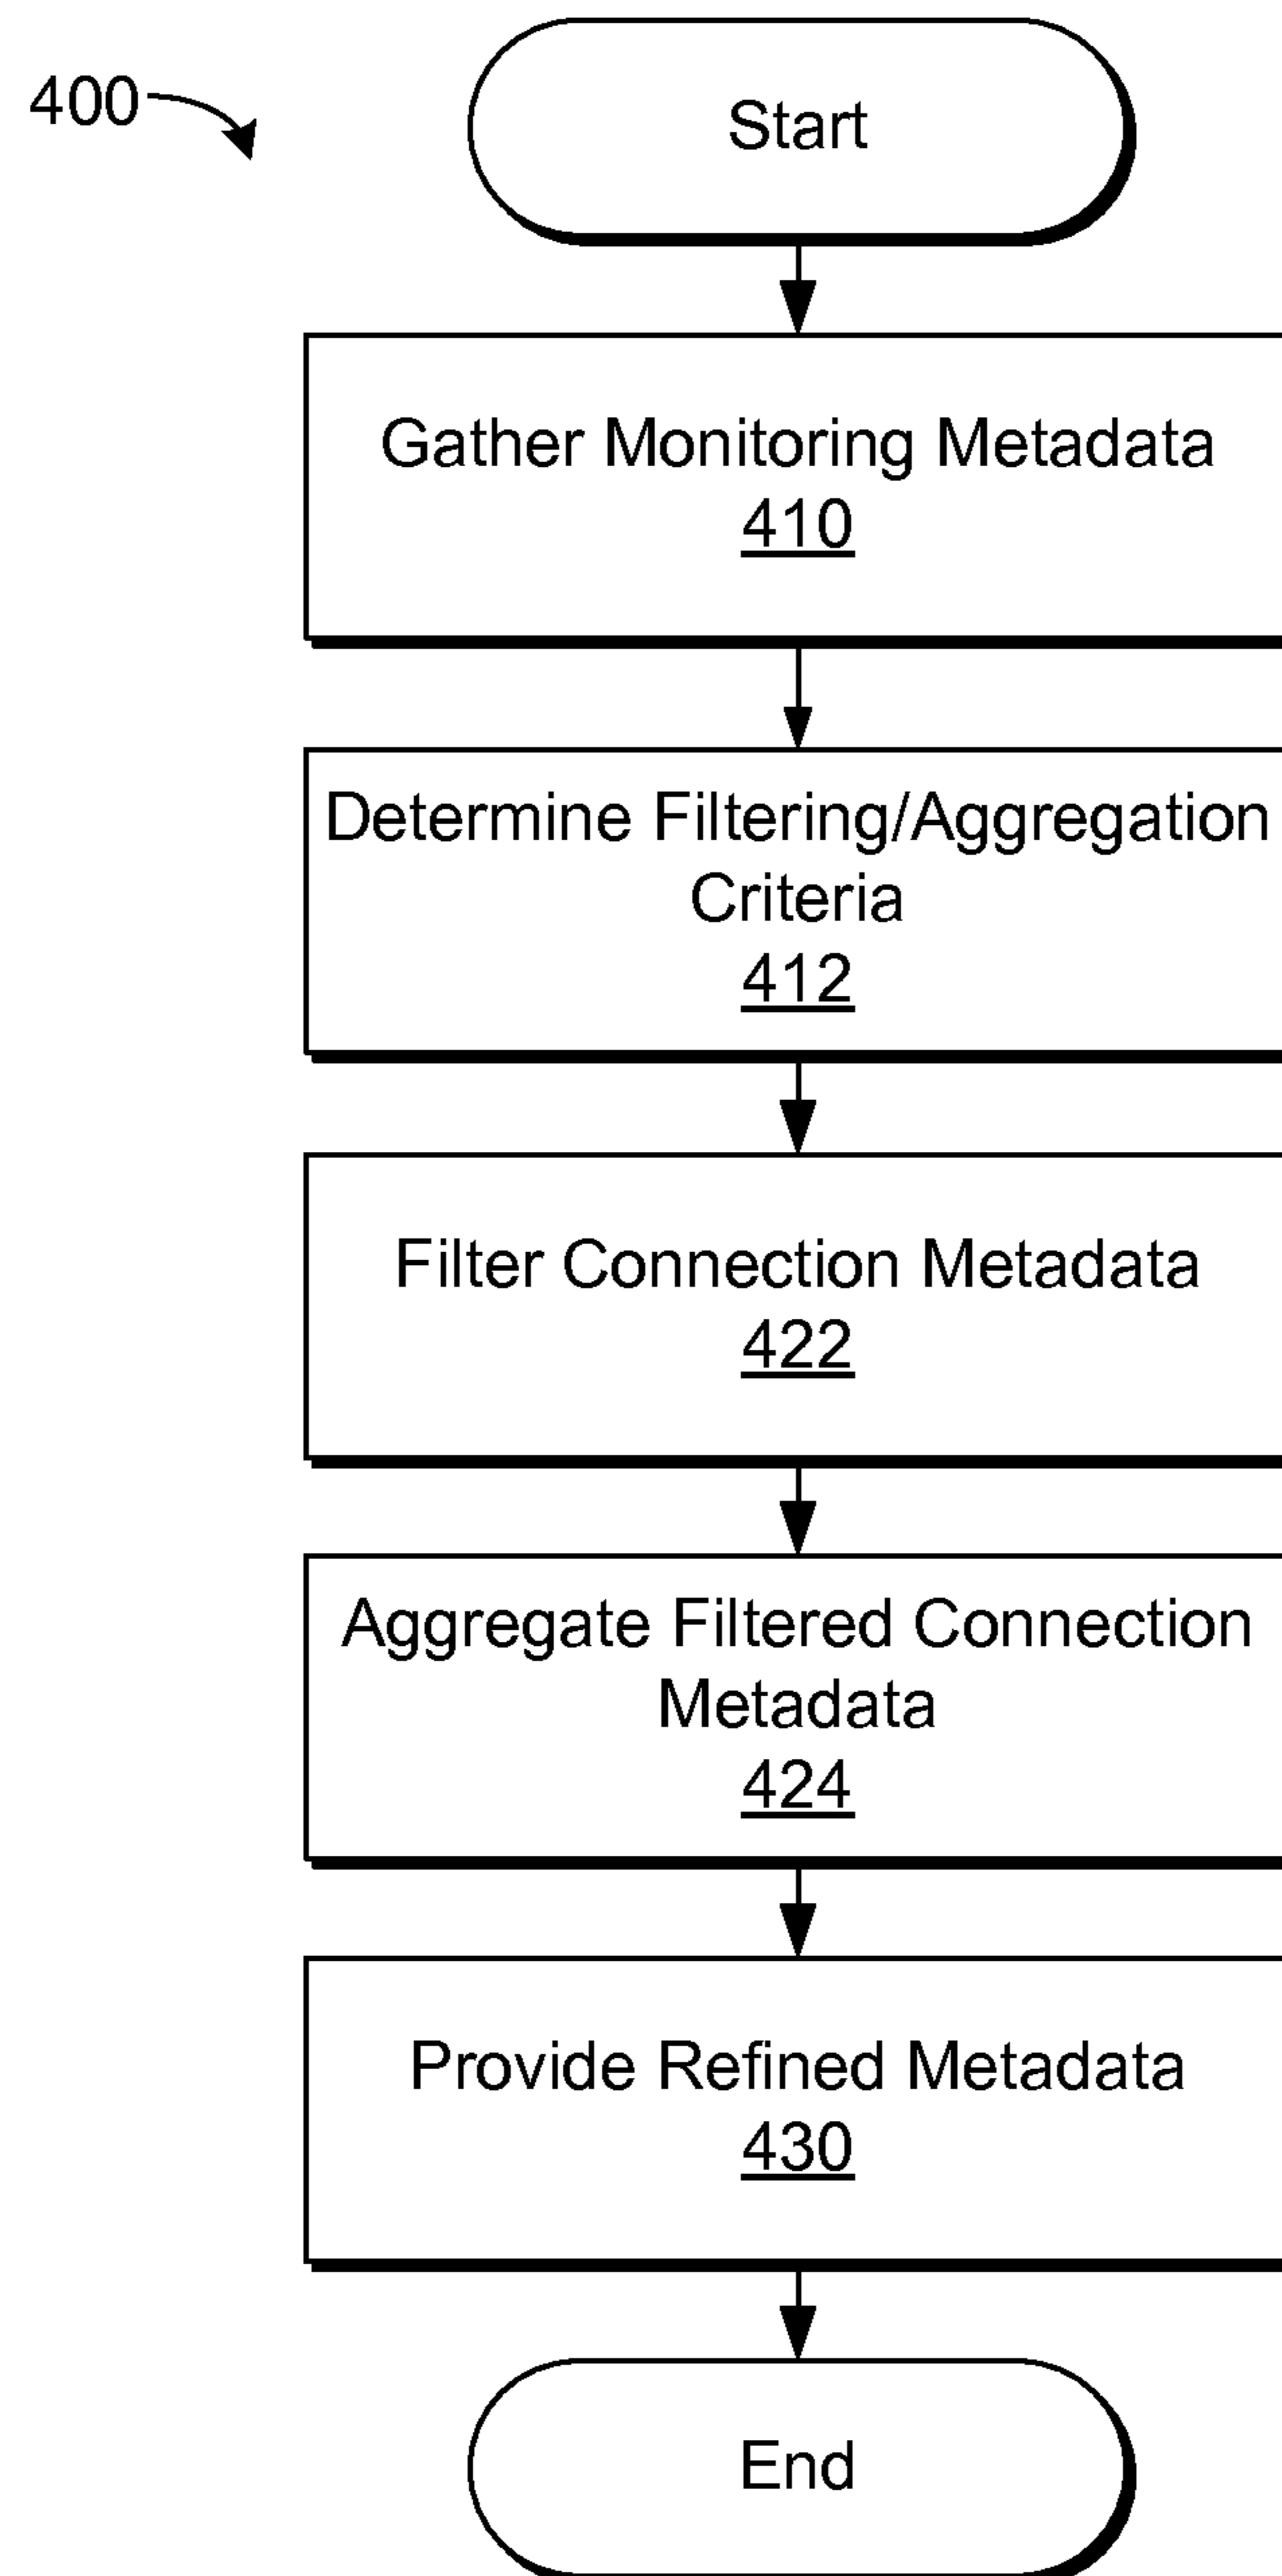 400
Start
Gather Monitoring Metadata
410
Determine Filtering/Aggregation
Criteria
412
Filter Connection Metadata
422
Aggregate Filtered Connection
Metadata
424
Provide Refined Metadata
430
End